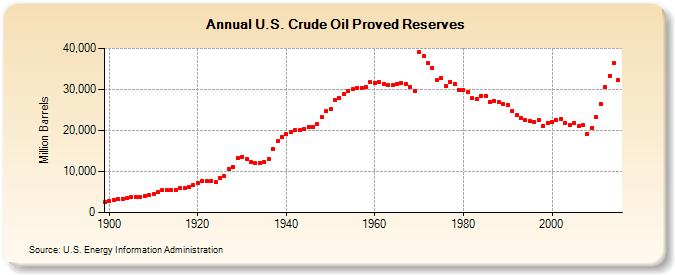 Annual U.S. Crude Oil Proved Reserves
Million Barrels
40,000
30,000
20,000
10,000
0
1900 1920 1940 1960 1980 2000
Source: U.S. Energy Information Administration